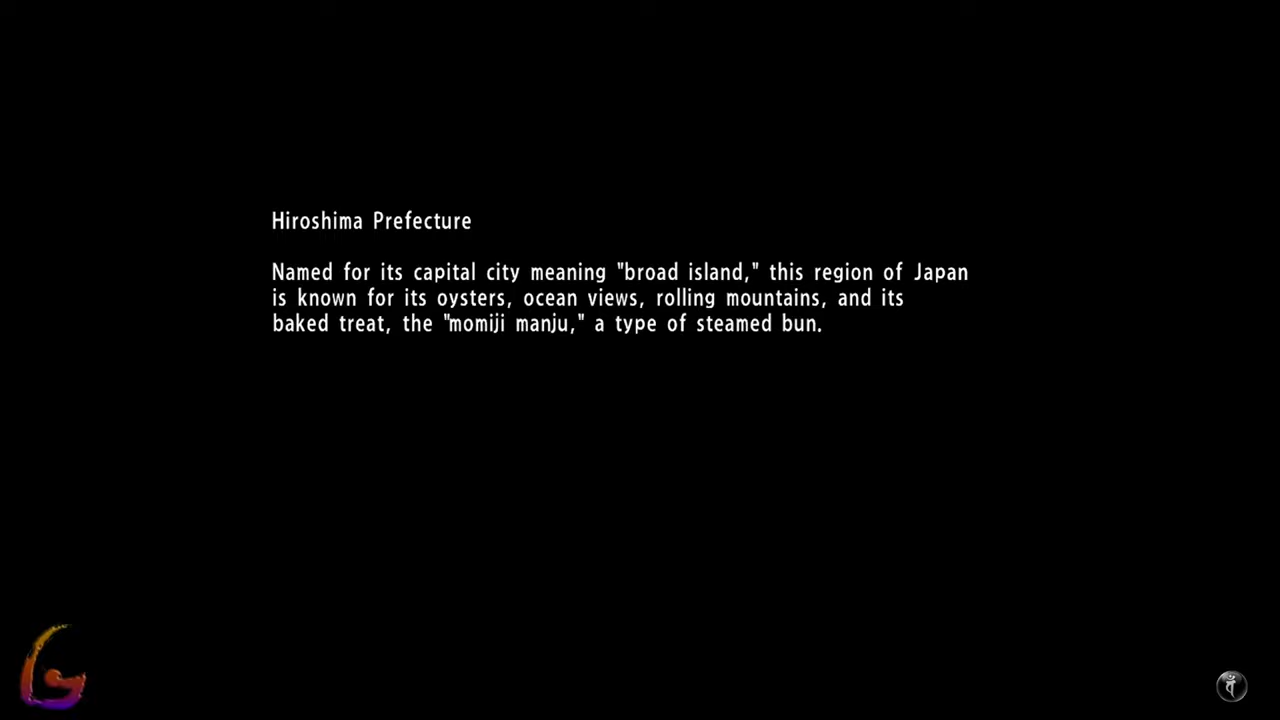 Hiroshima Prefecture
Named for its capital city meaning "broad island," this region of Japan
is known for its oysters, ocean views, rolling mountains, and its
baked treat, the "momiji manju," a type of steamed bun.